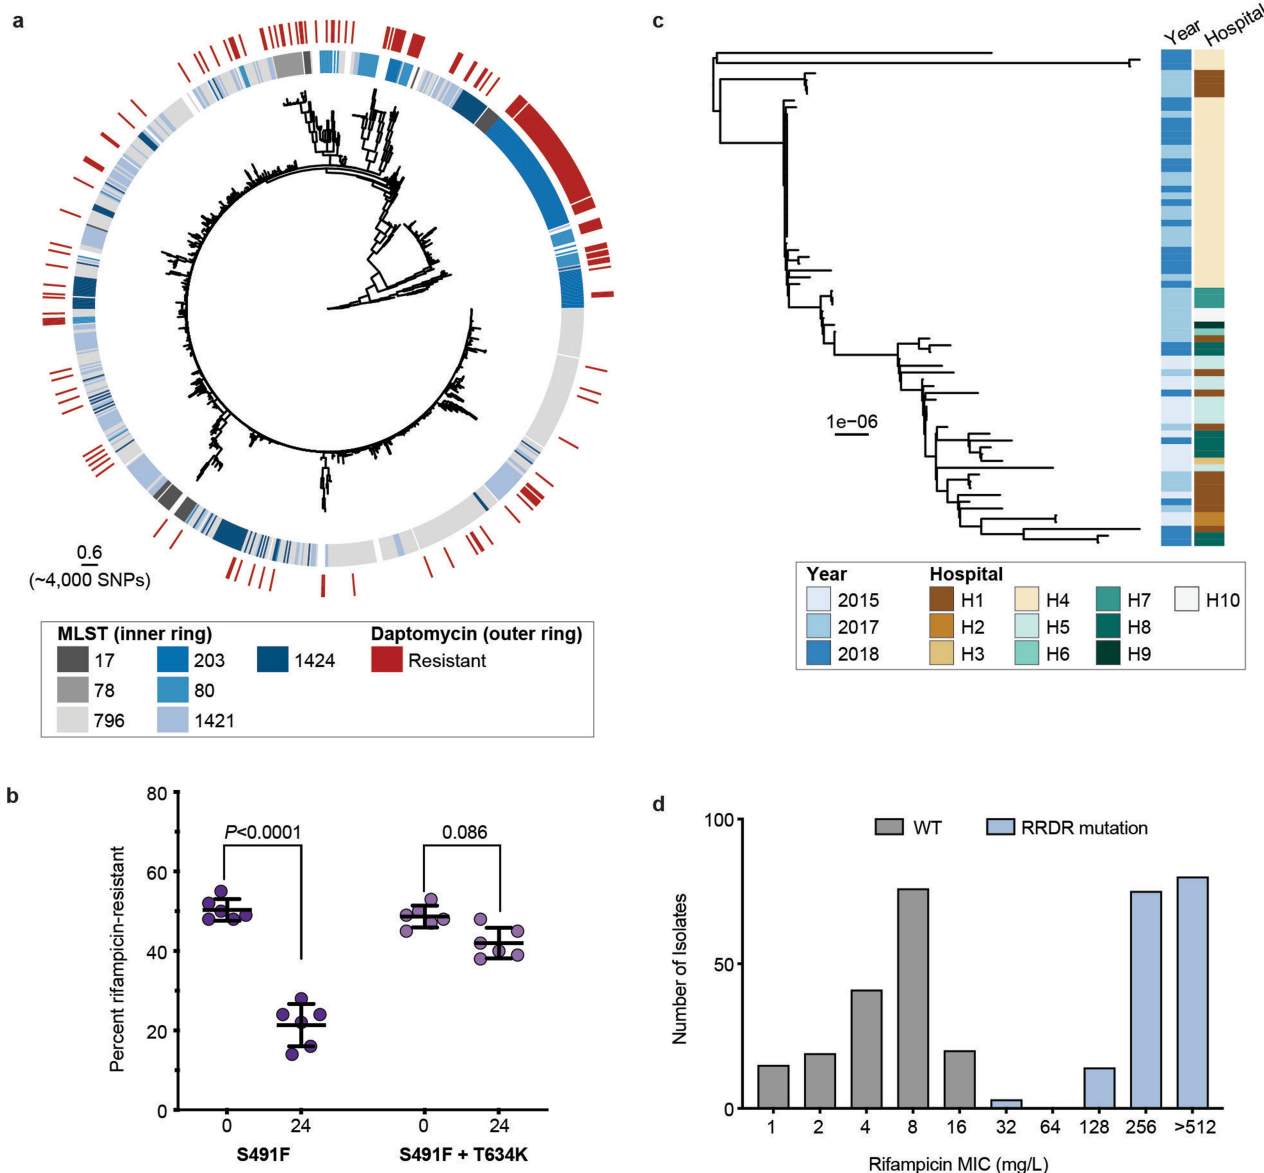 a
0.6
(~4,000 SNPs)
MLST (inner ring)
Daptomycin (outer ring)
17
203
1424
Resistant
78
80
796
1421
c
Year
Hospital
1e−06
Year
Hospital
2015
H1
H4
H7
H10
2017
H2
H5
H8
2018
H3
H6
H9
b
Percent rifampicin-resistant
80
60
40
20
0
P<0.0001
0.086
0
24
0
24
S491F
S491F + T634K
d
Number of Isolates
100
50
0
WT
RRDR mutation
1
2
4
8
16
32
64
128
256
>512
Rifampicin MIC (mg/L)